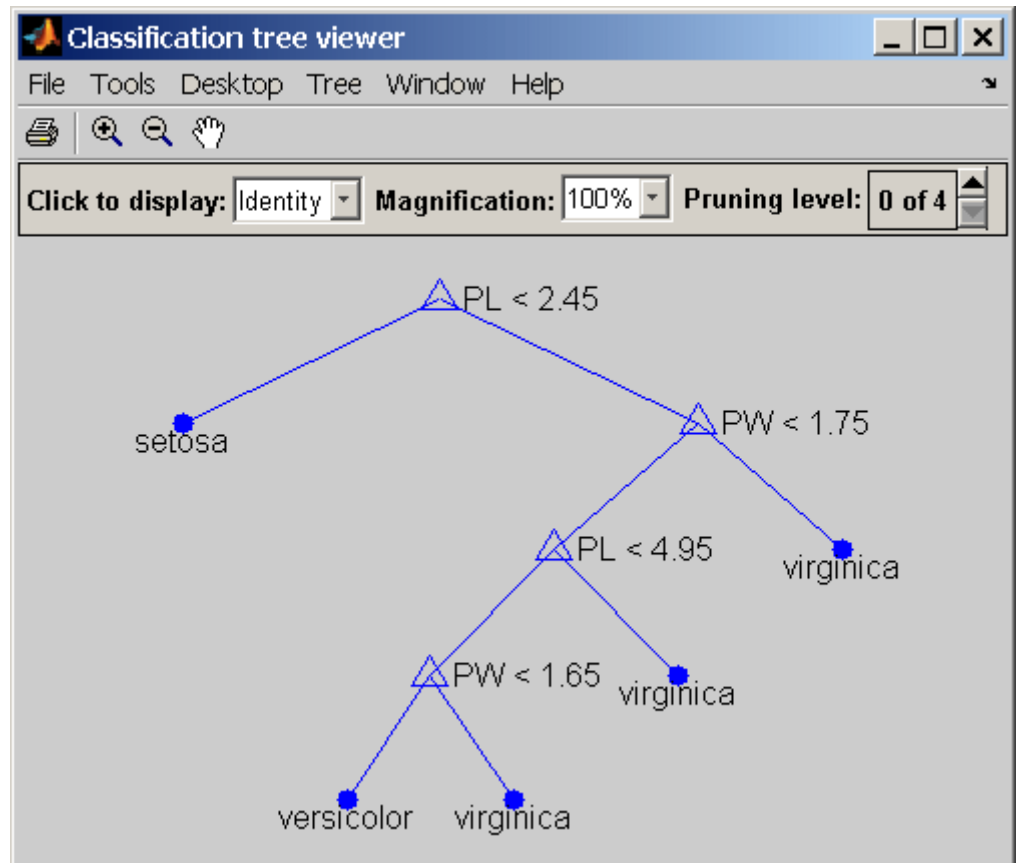 Classification tree viewer
File Tools Desktop Tree Window Help
Click to display: Identity Magnification: 100% Pruning level: 0 of 4
PL < 2.45
setosa
PW < 1.75
PL < 4.95
virginica
PW < 1.65
virginica
versicolor
virginica